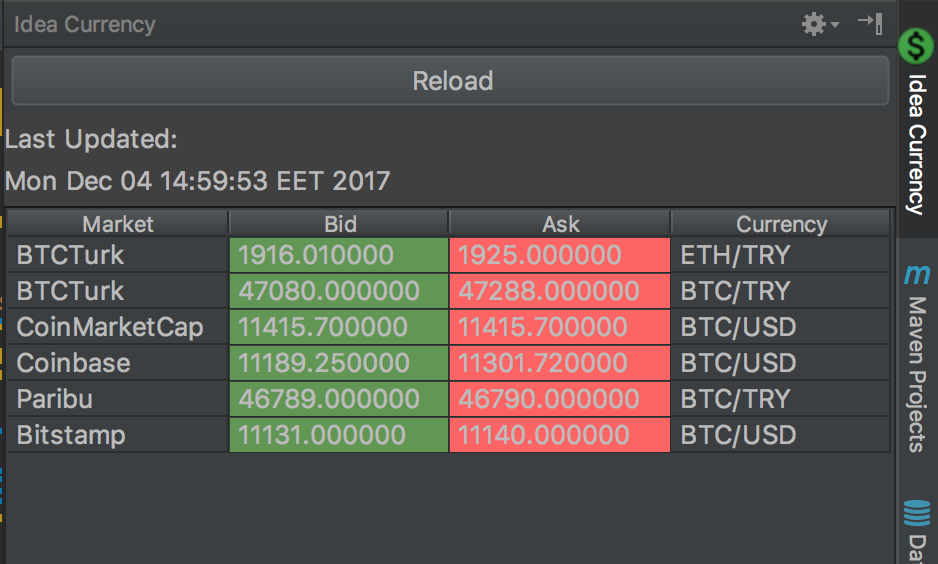 Idea Currency
Reload
Last Updated:
Mon Dec 04 14:59:53 EET 2017
Market Bid Ask Currency
BTCTurk 1916.010000 1925.000000 ETH/TRY
BTCTurk 47080.000000 47288.000000 BTC/TRY
CoinMarketCap 11415.700000 11415.700000 BTC/USD
Coinbase 11189.250000 11301.720000 BTC/USD
Paribu 46789.000000 46790.000000 BTC/TRY
Bitstamp 11131.000000 11140.000000 BTC/USD
$
Idea Currency
m
Maven Projects